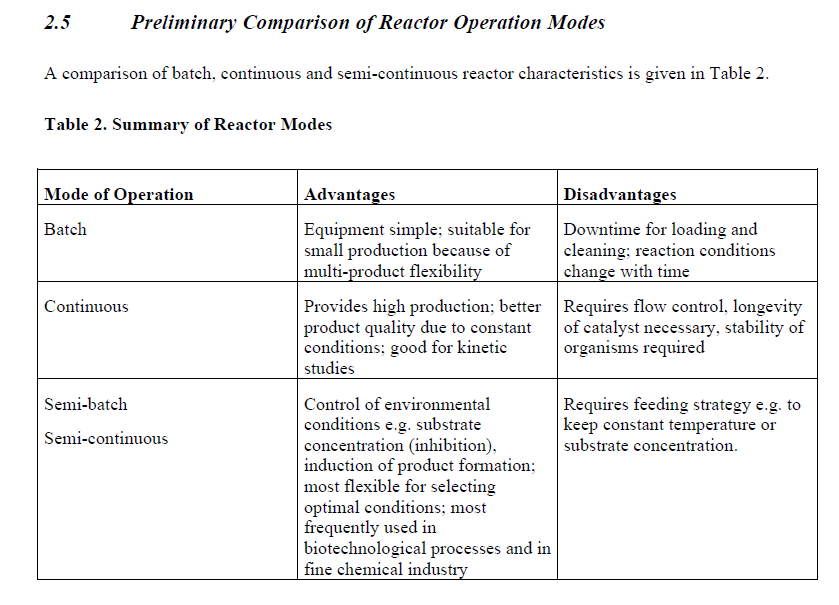 2.5 Preliminary Comparison of Reactor Operation Modes
A comparison of batch, continuous and semi-continuous reactor characteristics is given in Table 2.
Table 2. Summary of Reactor Modes
Mode of Operation
Advantages
Disadvantages
Batch
Equipment simple; suitable for
small production because of
multi-product flexibility
Downtime for loading and
cleaning; reaction conditions
change with time
Continuous
Provides high production; better
product quality due to constant
conditions; good for kinetic
studies
Requires flow control, longevity
of catalyst necessary, stability of
organisms required
Semi-batch
Semi-continuous
Control of environmental
conditions e.g. substrate
concentration (inhibition),
induction of product formation;
most flexible for selecting
optimal conditions; most
frequently used in
biotechnological processes and in
fine chemical industry
Requires feeding strategy e.g. to
keep constant temperature or
substrate concentration.